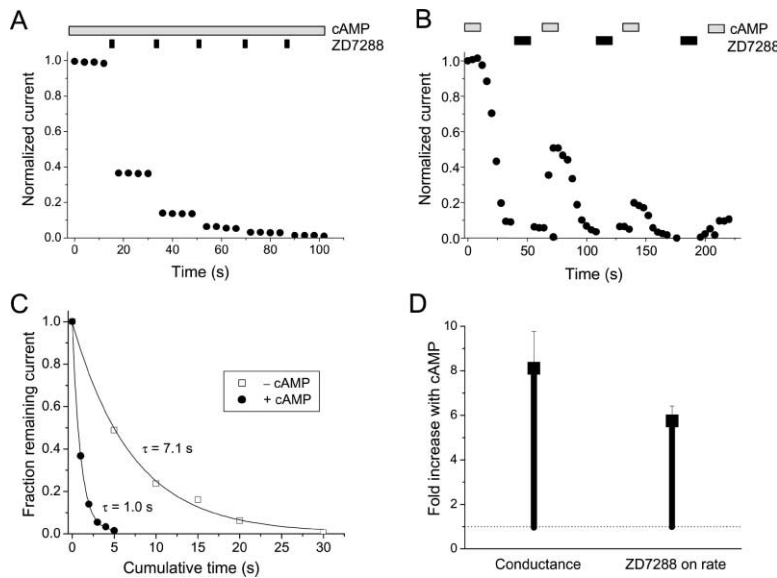 A
cAMP
ZD7288
Normalized current
1.0
0.8
0.6
0.4
0.2
0.0
0 20 40 60 80 100
Time (s)
B
cAMP
ZD7288
Normalized current
1.0
0.8
0.6
0.4
0.2
0.0
0 50 100 150 200
Time (s)
C
Fraction remaining current
1.0
0.8
0.6
0.4
0.2
0.0
– cAMP
+ cAMP
τ = 7.1 s
τ = 1.0 s
0 5 10 15 20 25 30
Cumulative time (s)
D
Fold increase with cAMP
10
8
6
4
2
0
Conductance ZD7288 on rate